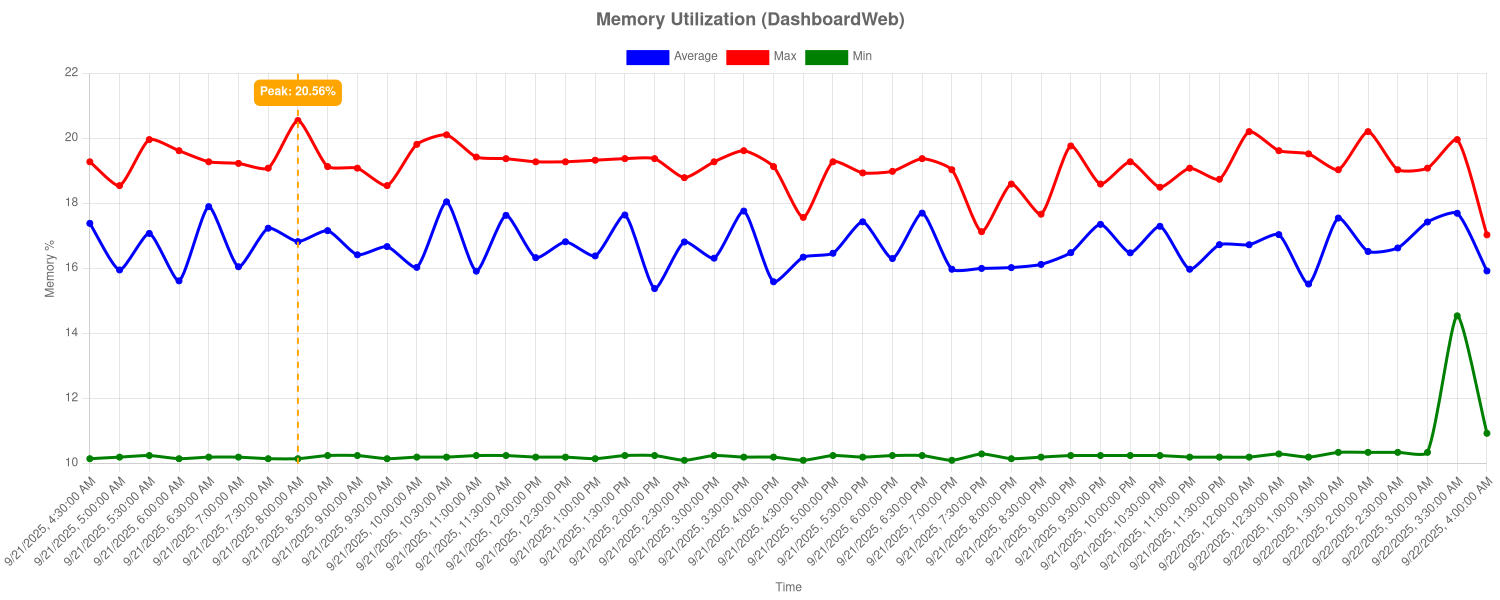 Memory Utilization (DashboardWeb)
Average Max Min
Peak: 20.56%
22
20
18
16
14
12
10
Memory %
9/21/2025, 4:30:00 AM
9/21/2025, 5:00:00 AM
9/21/2025, 5:30:00 AM
9/21/2025, 6:00:00 AM
9/21/2025, 6:30:00 AM
9/21/2025, 7:00:00 AM
9/21/2025, 7:30:00 AM
9/21/2025, 8:00:00 AM
9/21/2025, 8:30:00 AM
9/21/2025, 9:00:00 AM
9/21/2025, 9:30:00 AM
9/21/2025, 10:00:00 AM
9/21/2025, 10:30:00 AM
9/21/2025, 11:00:00 AM
9/21/2025, 11:30:00 AM
9/21/2025, 12:00:00 PM
9/21/2025, 12:30:00 PM
9/21/2025, 1:00:00 PM
9/21/2025, 1:30:00 PM
9/21/2025, 2:00:00 PM
9/21/2025, 2:30:00 PM
9/21/2025, 3:00:00 PM
9/21/2025, 3:30:00 PM
9/21/2025, 4:00:00 PM
9/21/2025, 4:30:00 PM
9/21/2025, 5:00:00 PM
9/21/2025, 5:30:00 PM
9/21/2025, 6:00:00 PM
9/21/2025, 6:30:00 PM
9/21/2025, 7:00:00 PM
9/21/2025, 7:30:00 PM
9/21/2025, 8:00:00 PM
9/21/2025, 8:30:00 PM
9/21/2025, 9:00:00 PM
9/21/2025, 9:30:00 PM
9/21/2025, 10:00:00 PM
9/21/2025, 10:30:00 PM
9/21/2025, 11:00:00 PM
9/21/2025, 11:30:00 PM
9/22/2025, 12:00:00 AM
9/22/2025, 12:30:00 AM
9/22/2025, 1:00:00 AM
9/22/2025, 1:30:00 AM
9/22/2025, 2:00:00 AM
9/22/2025, 2:30:00 AM
9/22/2025, 3:00:00 AM
9/22/2025, 3:30:00 AM
9/22/2025, 4:00:00 AM
Time